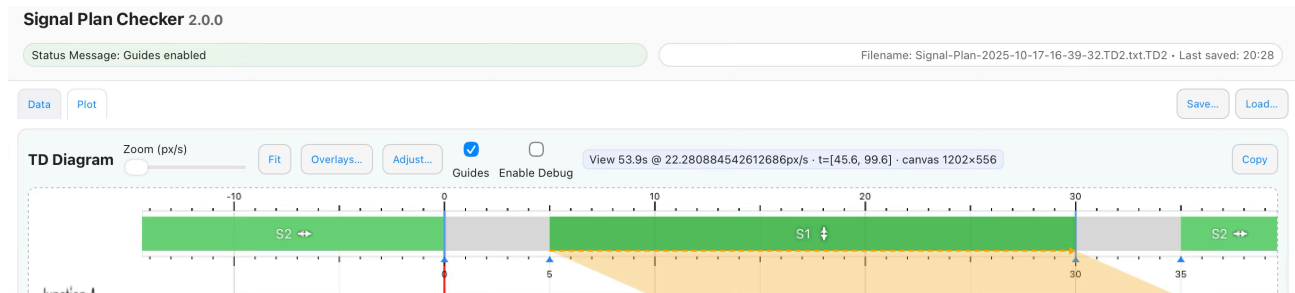 Signal Plan Checker 2.0.0
Status Message: Guides enabled
Filename: Signal-Plan-2025-10-17-16-39-32.TD2.txt.TD2 • Last saved: 20:28
Data Plot Save... Load...
TD Diagram Zoom (px/s) Fit Overlays... Adjust... Guides Enable Debug View 53.9s @ 22.280884542612686px/s · t=[45.6, 99.6] · canvas 1202×556 Copy
-10 0 10 20 30
S2 S1 S2
0 5 30 35